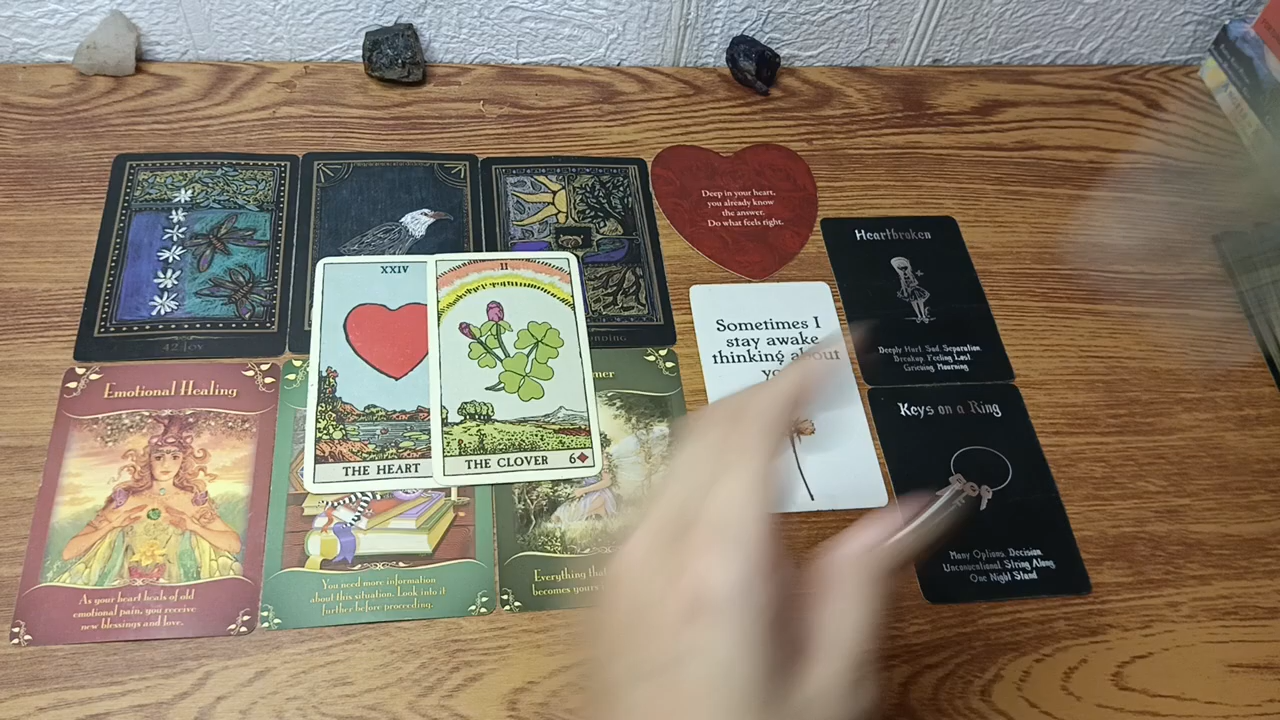 42 Joy
Deep in your heart,
you already know
the answer.
Do what feels right.
Heartbroken
Deeply Hurt. Sad. Separation
Breakup. Feeling Lost.
Grieving. Mourning
XXIV
THE HEART
II
THE CLOVER 6
Sometimes I
stay awake
thinking about
Keys on a Ring
Many Options. Decision
Unconventional. String Along
One Night Stand
Emotional Healing
As your heart heals of old
emotional pain, you receive
new blessings and love.
You need more information
about this situation. Look into it
further before proceeding.
Everything
becomes yours